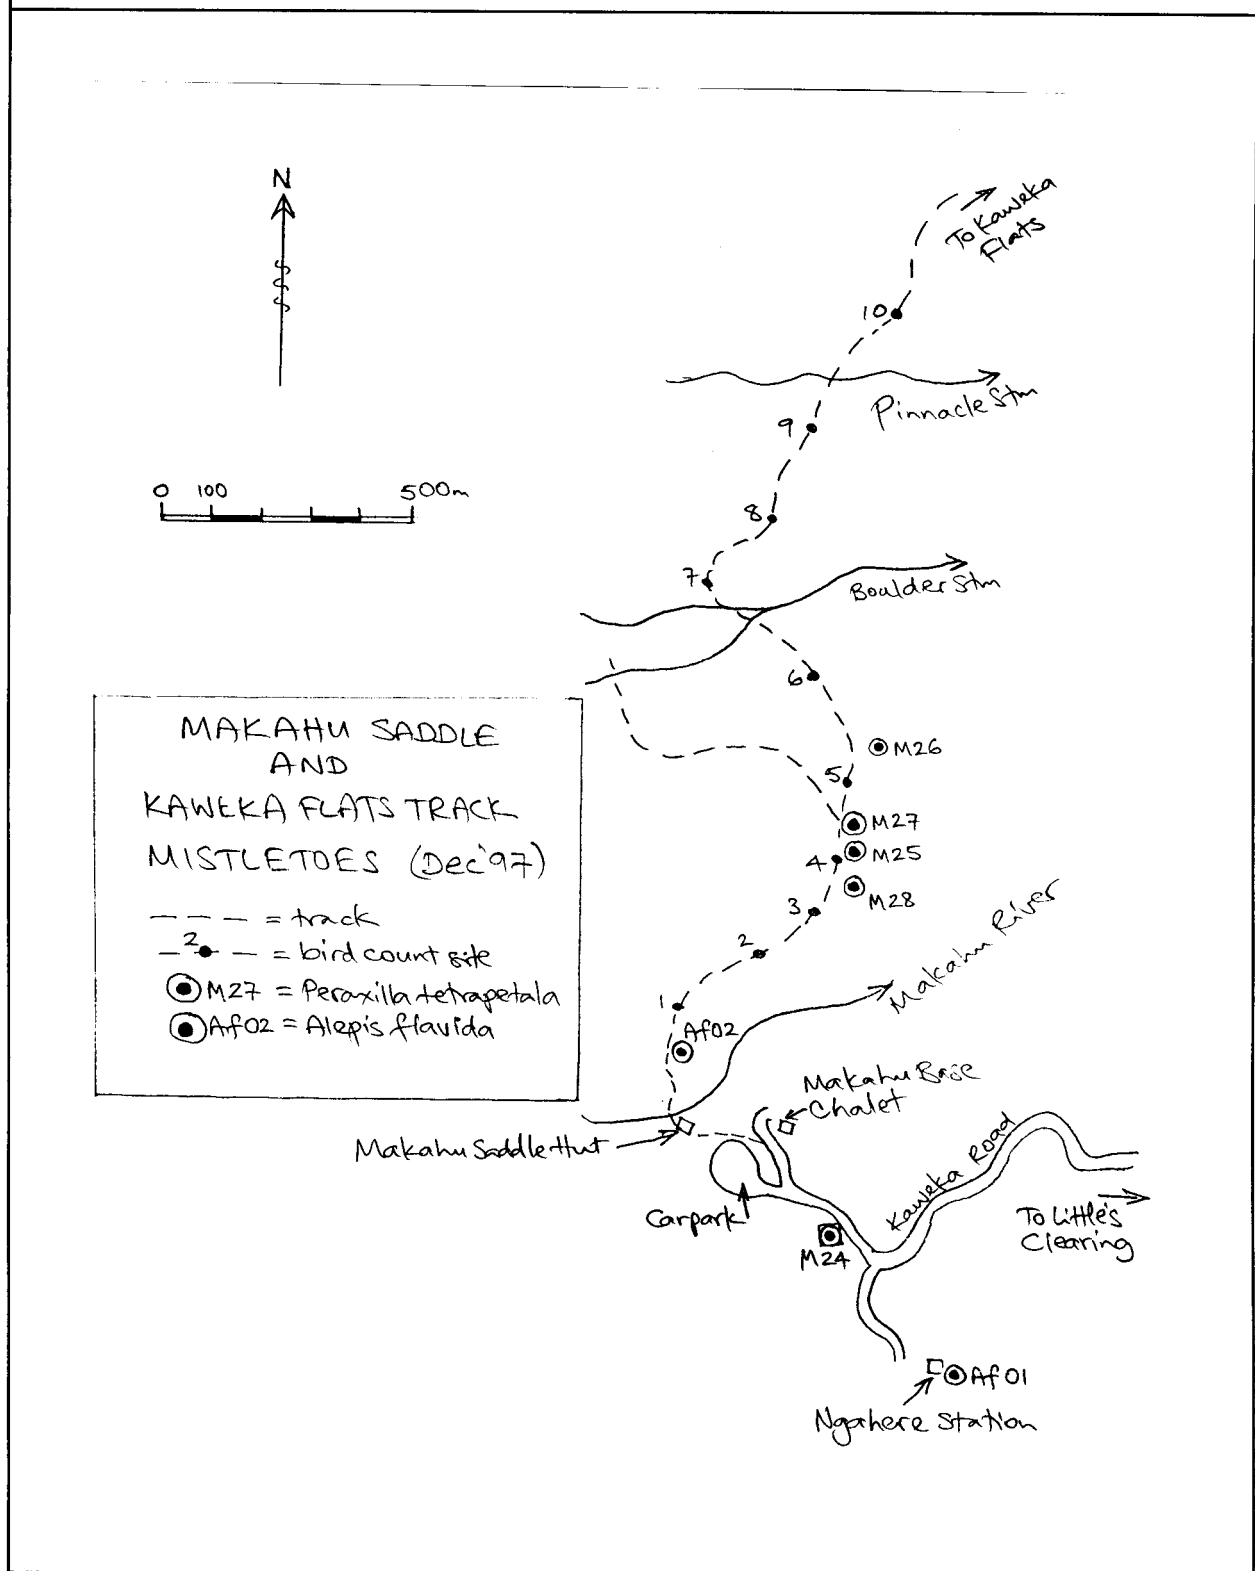 N
To Kaweka
Flats
10
Pinnacle Stm
9
0 100 500m
8
7
Boulder Stm
6
M26
5
MAKAHU SADDLE
AND
KAWEKA FLATS TRACK
MISTLETOES (Dec'97)
---- = track
-2- - = bird count site
M27 = Peraxilla tetrapetala
Af02 = Alepis flavida
M27
4
M25
3
M28
2
Makahu River
1
Af02
Makahu Base
Chalet
Makahu Saddle Hut
Kaweka Road
Carpark
To Little's
Clearing
M24
Af01
Ngahere Station